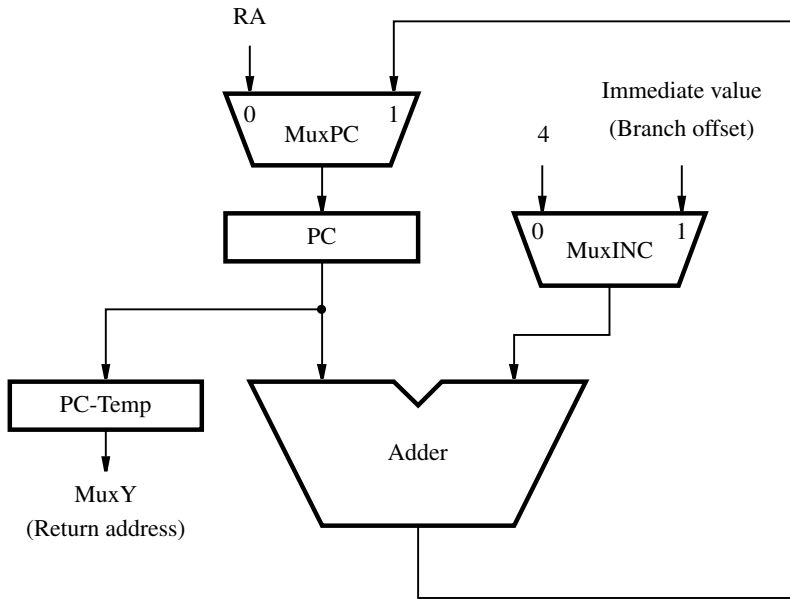 RA
0
1
MuxPC
Immediate value
(Branch offset)
4
0
1
MuxINC
PC
PC-Temp
Adder
MuxY
(Return address)